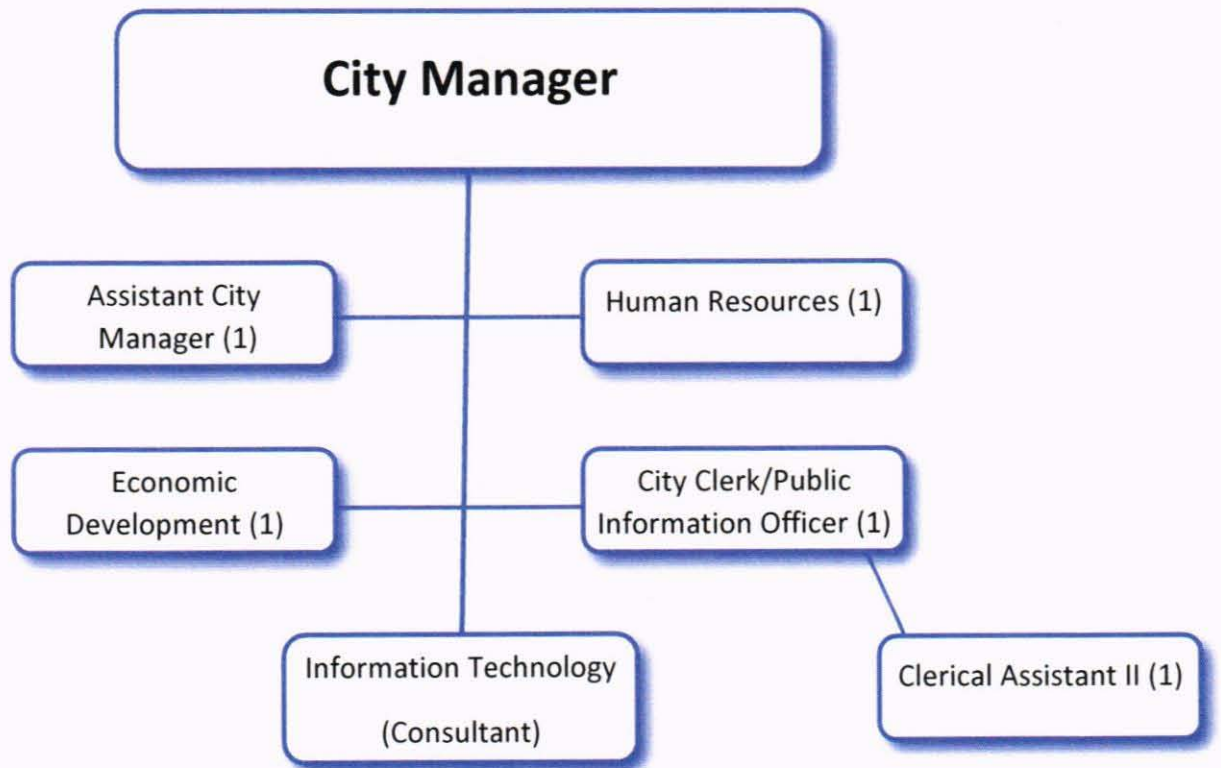 City Manager
Assistant City
Manager (1)
Human Resources (1)
Economic
Development (1)
City Clerk/Public
Information Officer (1)
Information Technology
(Consultant)
Clerical Assistant II (1)